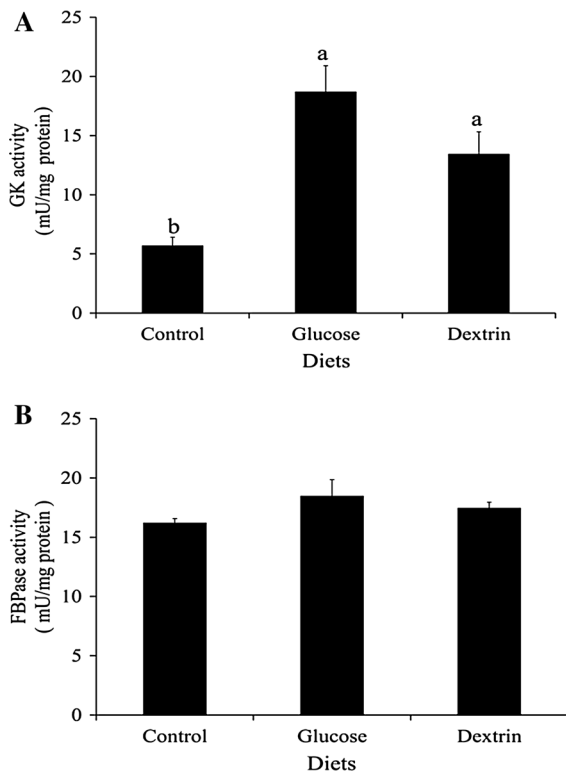 A
25
20
15
10
5
0
GK activity
(mU/mg protein)
b
a
a
Control Glucose Dextrin
Diets
B
25
20
15
10
5
0
FBPase activity
( mU/mg protein )
Control Glucose Dextrin
Diets